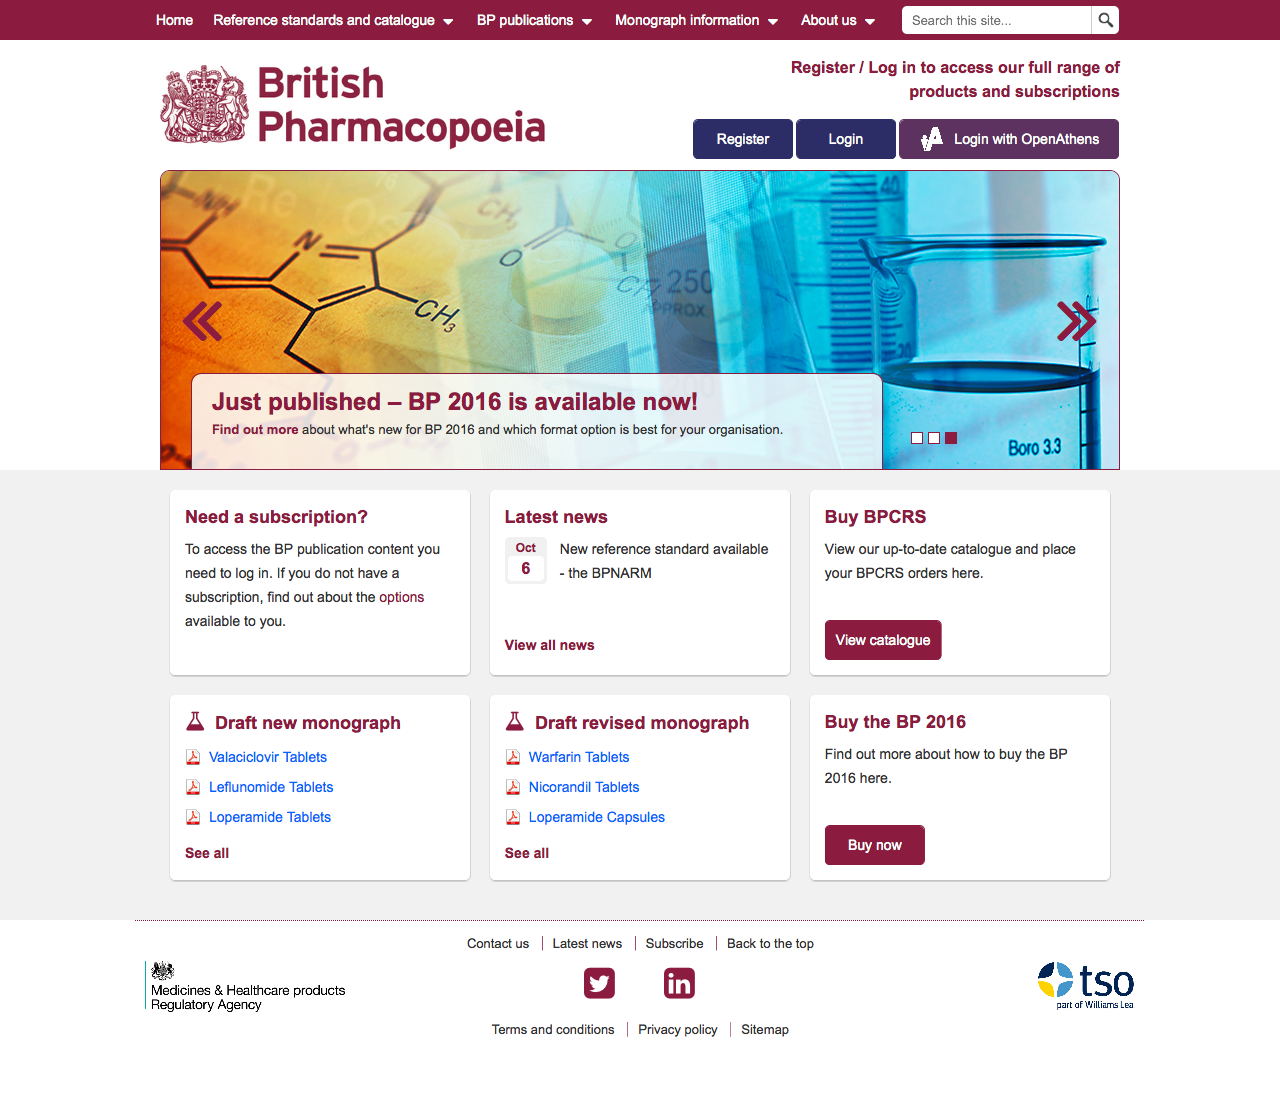 Home Reference standards and catalogue BP publications Monograph information About us Search this site...
British
Pharmacopoeia
Register / Log in to access our full range of
products and subscriptions
Register Login Login with OpenAthens
CH3
250
APPROX
40
Boro 3.3
Just published – BP 2016 is available now!
Find out more about what's new for BP 2016 and which format option is best for your organisation.
Need a subscription?
To access the BP publication content you
need to log in. If you do not have a
subscription, find out about the options
available to you.
Latest news
Oct
6
New reference standard available
- the BPNARM
View all news
Buy BPCRS
View our up-to-date catalogue and place
your BPCRS orders here.
View catalogue
Draft new monograph
Valaciclovir Tablets
Leflunomide Tablets
Loperamide Tablets
See all
Draft revised monograph
Warfarin Tablets
Nicorandil Tablets
Loperamide Capsules
See all
Buy the BP 2016
Find out more about how to buy the BP
2016 here.
Buy now
Contact us Latest news Subscribe Back to the top
Medicines & Healthcare products
Regulatory Agency
in
tso
part of Williams Lea
Terms and conditions Privacy policy Sitemap